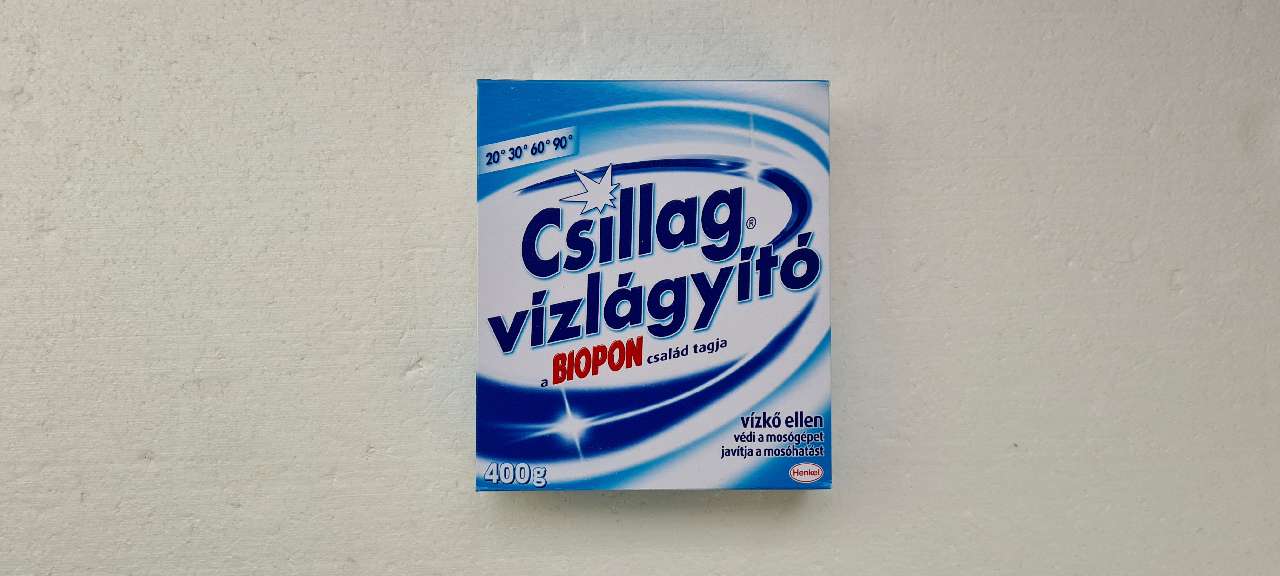 20° 30° 60° 90°
Csillag®
vízlágyító
a BIOPON család tagja
vízkő ellen
védi a mosógépet
javítja a mosóhatást
400g
Henkel